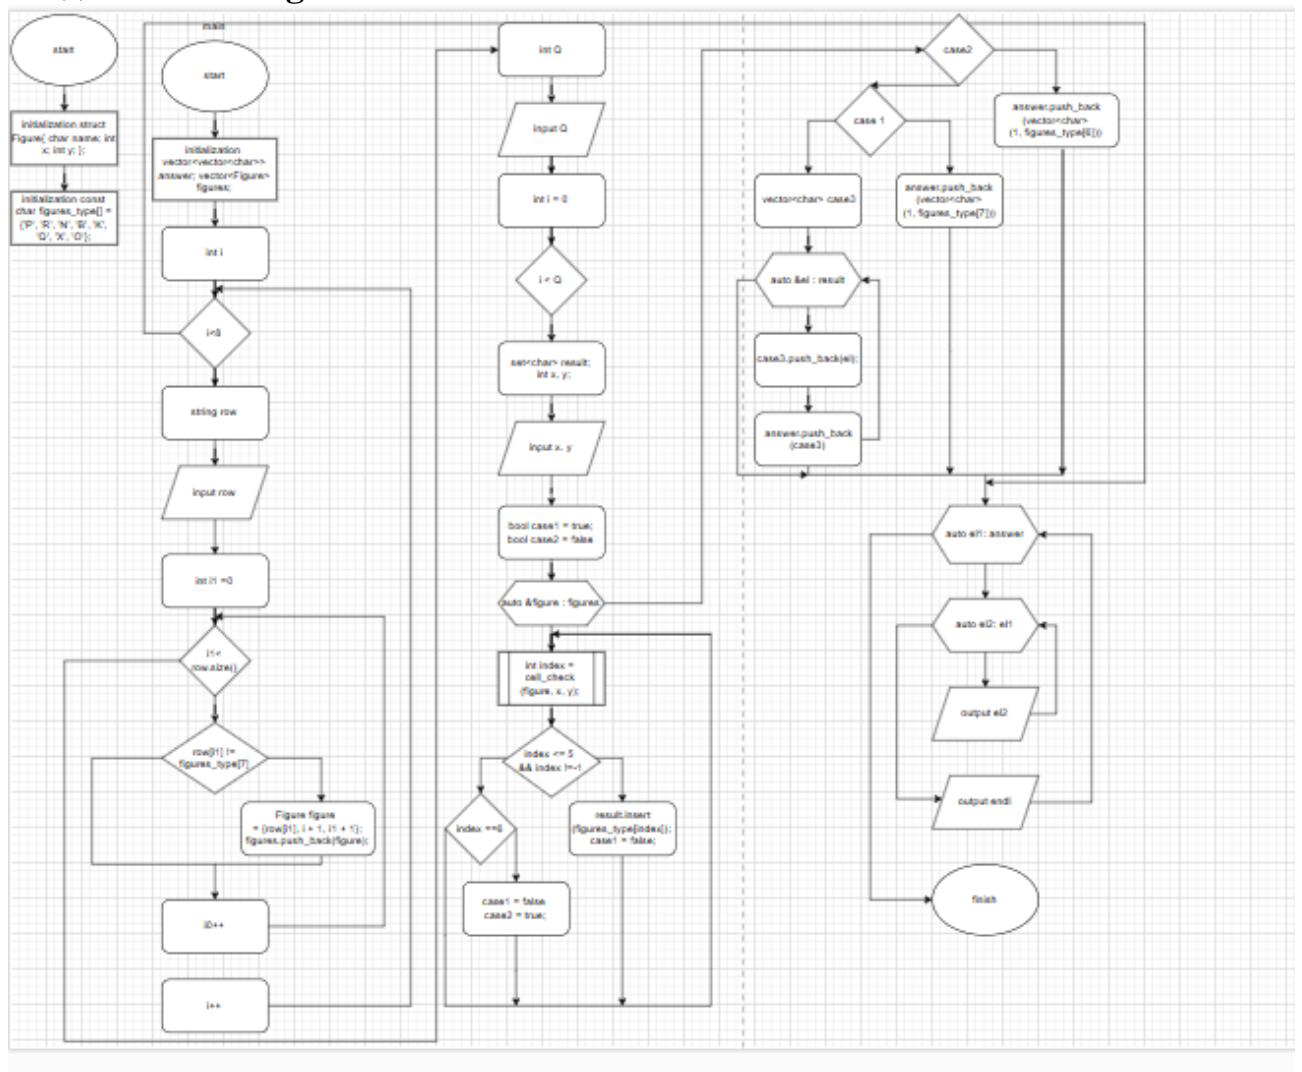 start
initialization struct
Figure{ char name; int
x; int y; };
initialization const
char figures_type[] =
{'P', 'R', 'N', 'B', 'K',
'Q', 'X', 'O'};
main
start
initialization
vector<vector<char>>
answer; vector<Figure>
figures;
int i
i<8
string row
input row
int i1 =0
i1<
row.size()
row[i1] !=
figures_type[7]
Figure figure
= {row[i1], i + 1, i1 + 1};
figures.push_back(figure);
i++
int Q
input Q
int i = 0
i < Q
set<char> result;
int x, y;
input x, y
bool case1 = true;
bool case2 = false
auto &figure : figures
int index =
cell_check
(figure, x, y);
index <= 5
&& index !=-1
index ==6
result.insert
(figures_type[index]);
case1 = false;
case1 = false
case2 = true;
case2
case 1
answer.push_back
(vector<char>
(1, figures_type[6]))
vector<char> case3
answer.push_back
(vector<char>
(1, figures_type[7]))
auto &el : result
case3.push_back(el);
answer.push_back
(case3)
auto el1: answer
auto el2: el1
output el2
output endl
finish